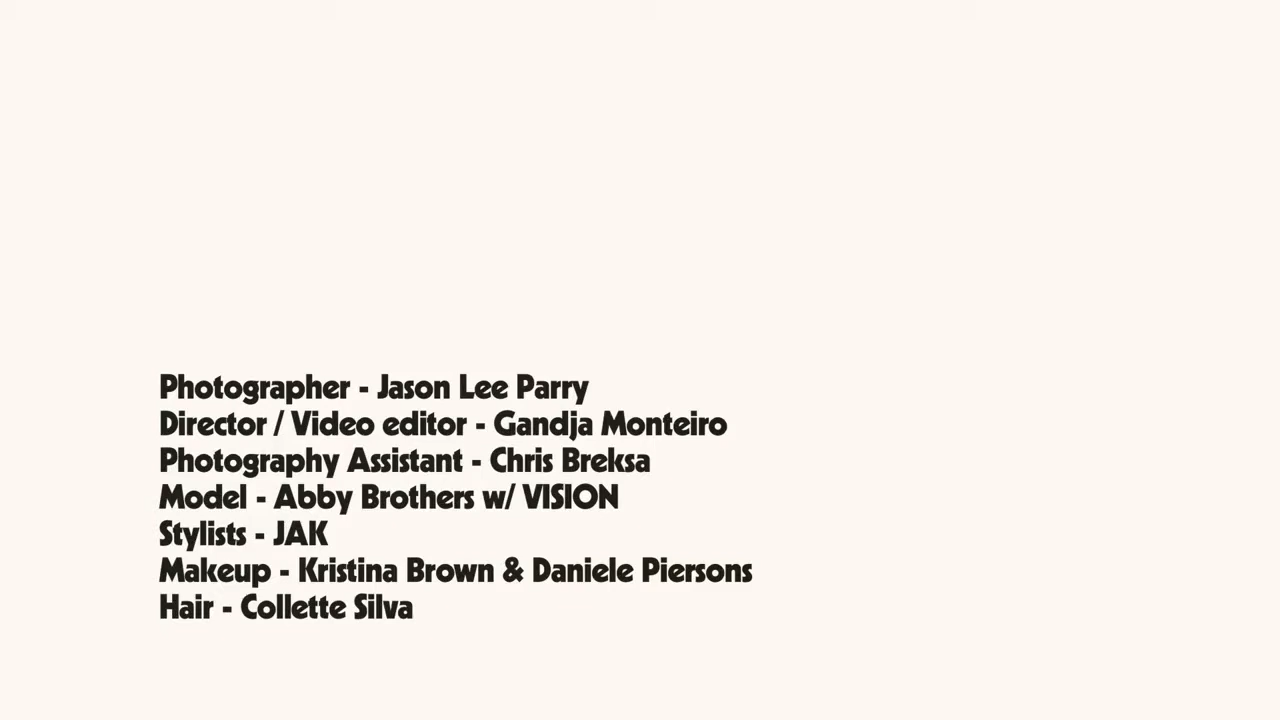 Photographer - Jason Lee Parry
Director / Video editor - Gandja Monteiro
Photography Assistant - Chris Breksa
Model - Abby Brothers w/ VISION
Stylists - JAK
Makeup - Kristina Brown & Daniele Piersons
Hair - Collette Silva